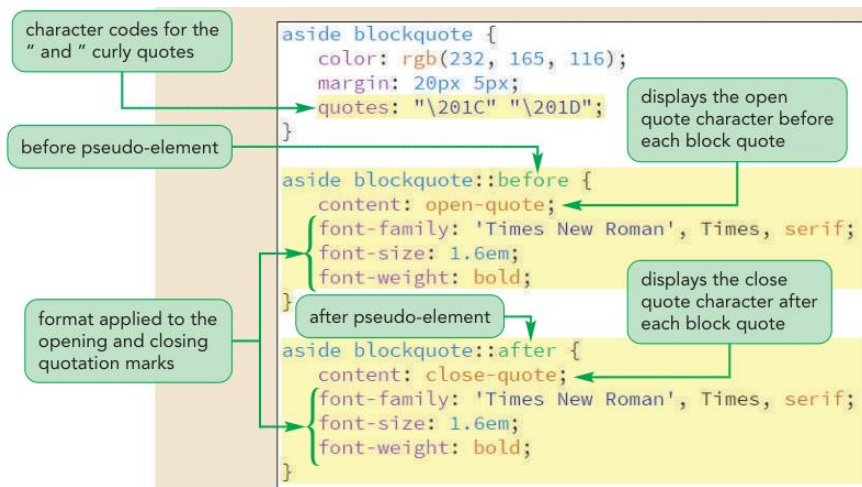 character codes for the
“ and ” curly quotes
aside blockquote {
color: rgb(232, 165, 116);
margin: 20px 5px;
quotes: "\201C" "\201D";
}
displays the open
quote character before
each block quote
before pseudo-element
aside blockquote::before {
content: open-quote;
font-family: 'Times New Roman', Times, serif;
font-size: 1.6em;
font-weight: bold;
}
format applied to the
opening and closing
quotation marks
after pseudo-element
displays the close
quote character after
each block quote
aside blockquote::after {
content: close-quote;
font-family: 'Times New Roman', Times, serif;
font-size: 1.6em;
font-weight: bold;
}